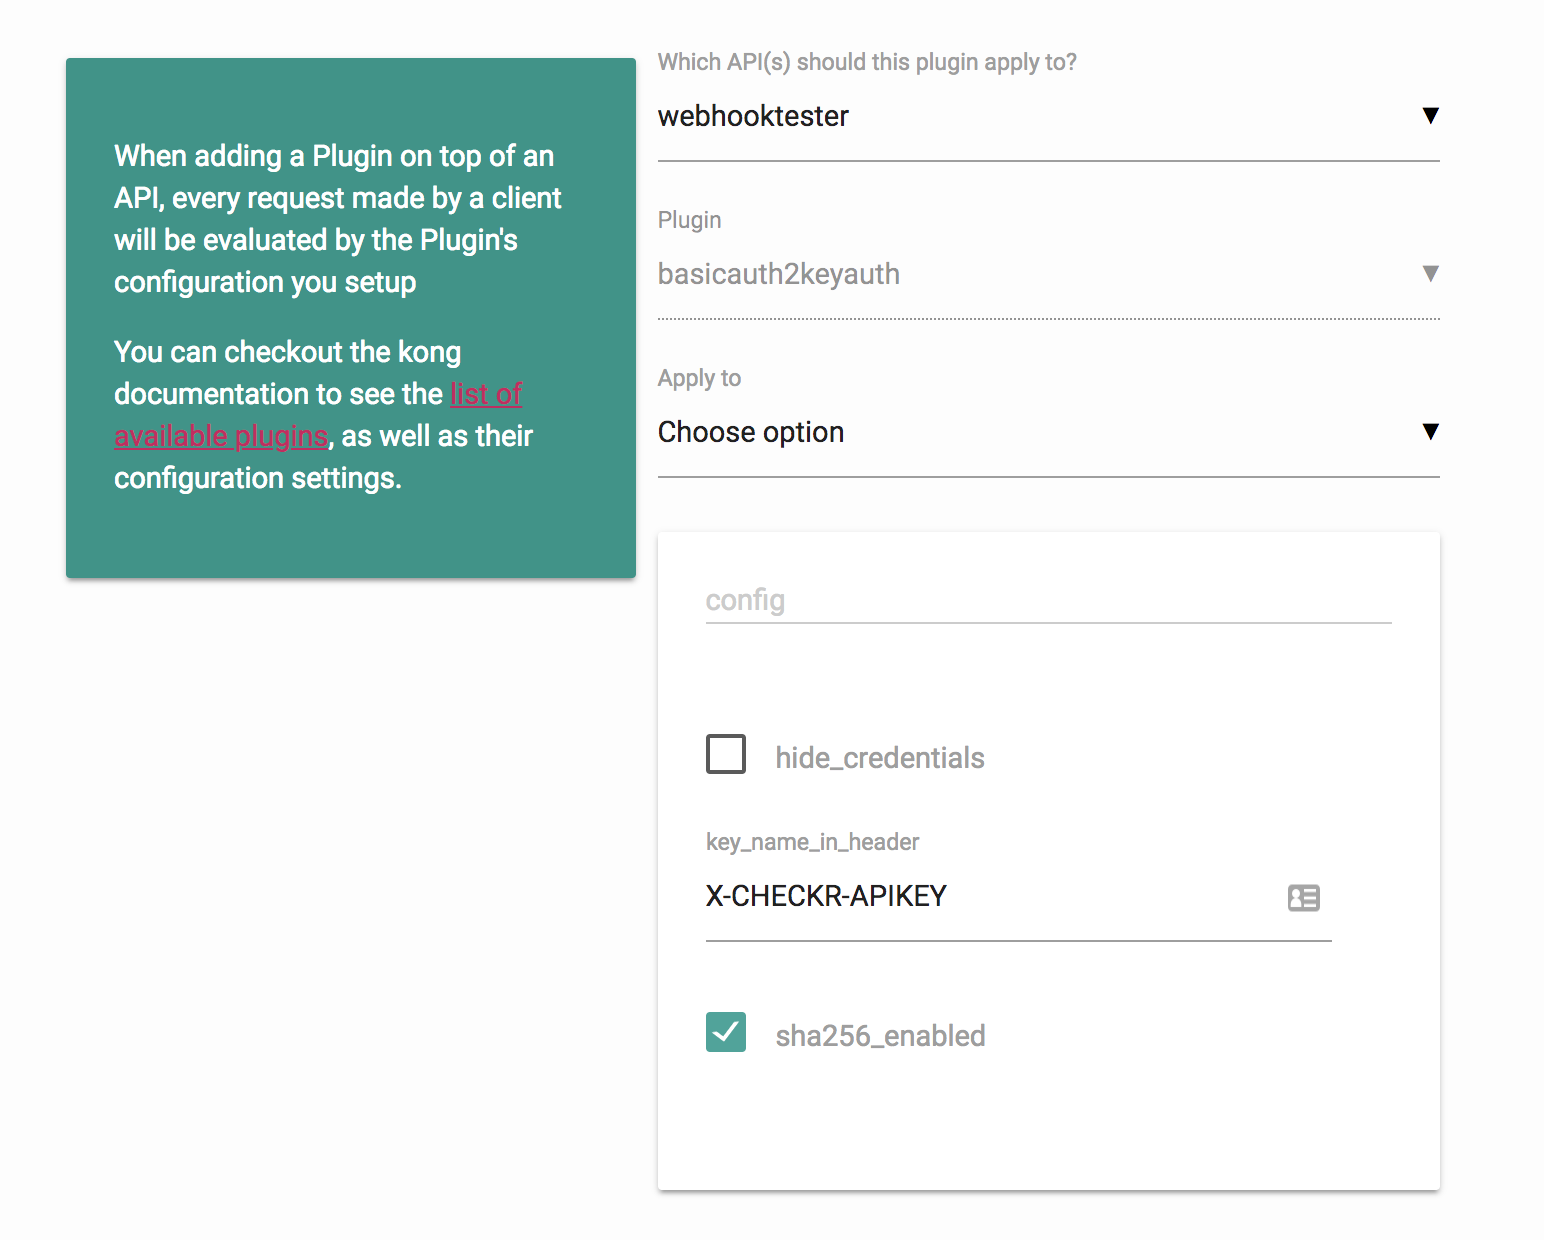 When adding a Plugin on top of an
API, every request made by a client
will be evaluated by the Plugin's
configuration you setup
You can checkout the kong
documentation to see the list of
available plugins, as well as their
configuration settings.
Which API(s) should this plugin apply to?
webhooktester
Plugin
basicauth2keyauth
Apply to
Choose option
config
hide_credentials
key_name_in_header
X-CHECKR-APIKEY
sha256_enabled